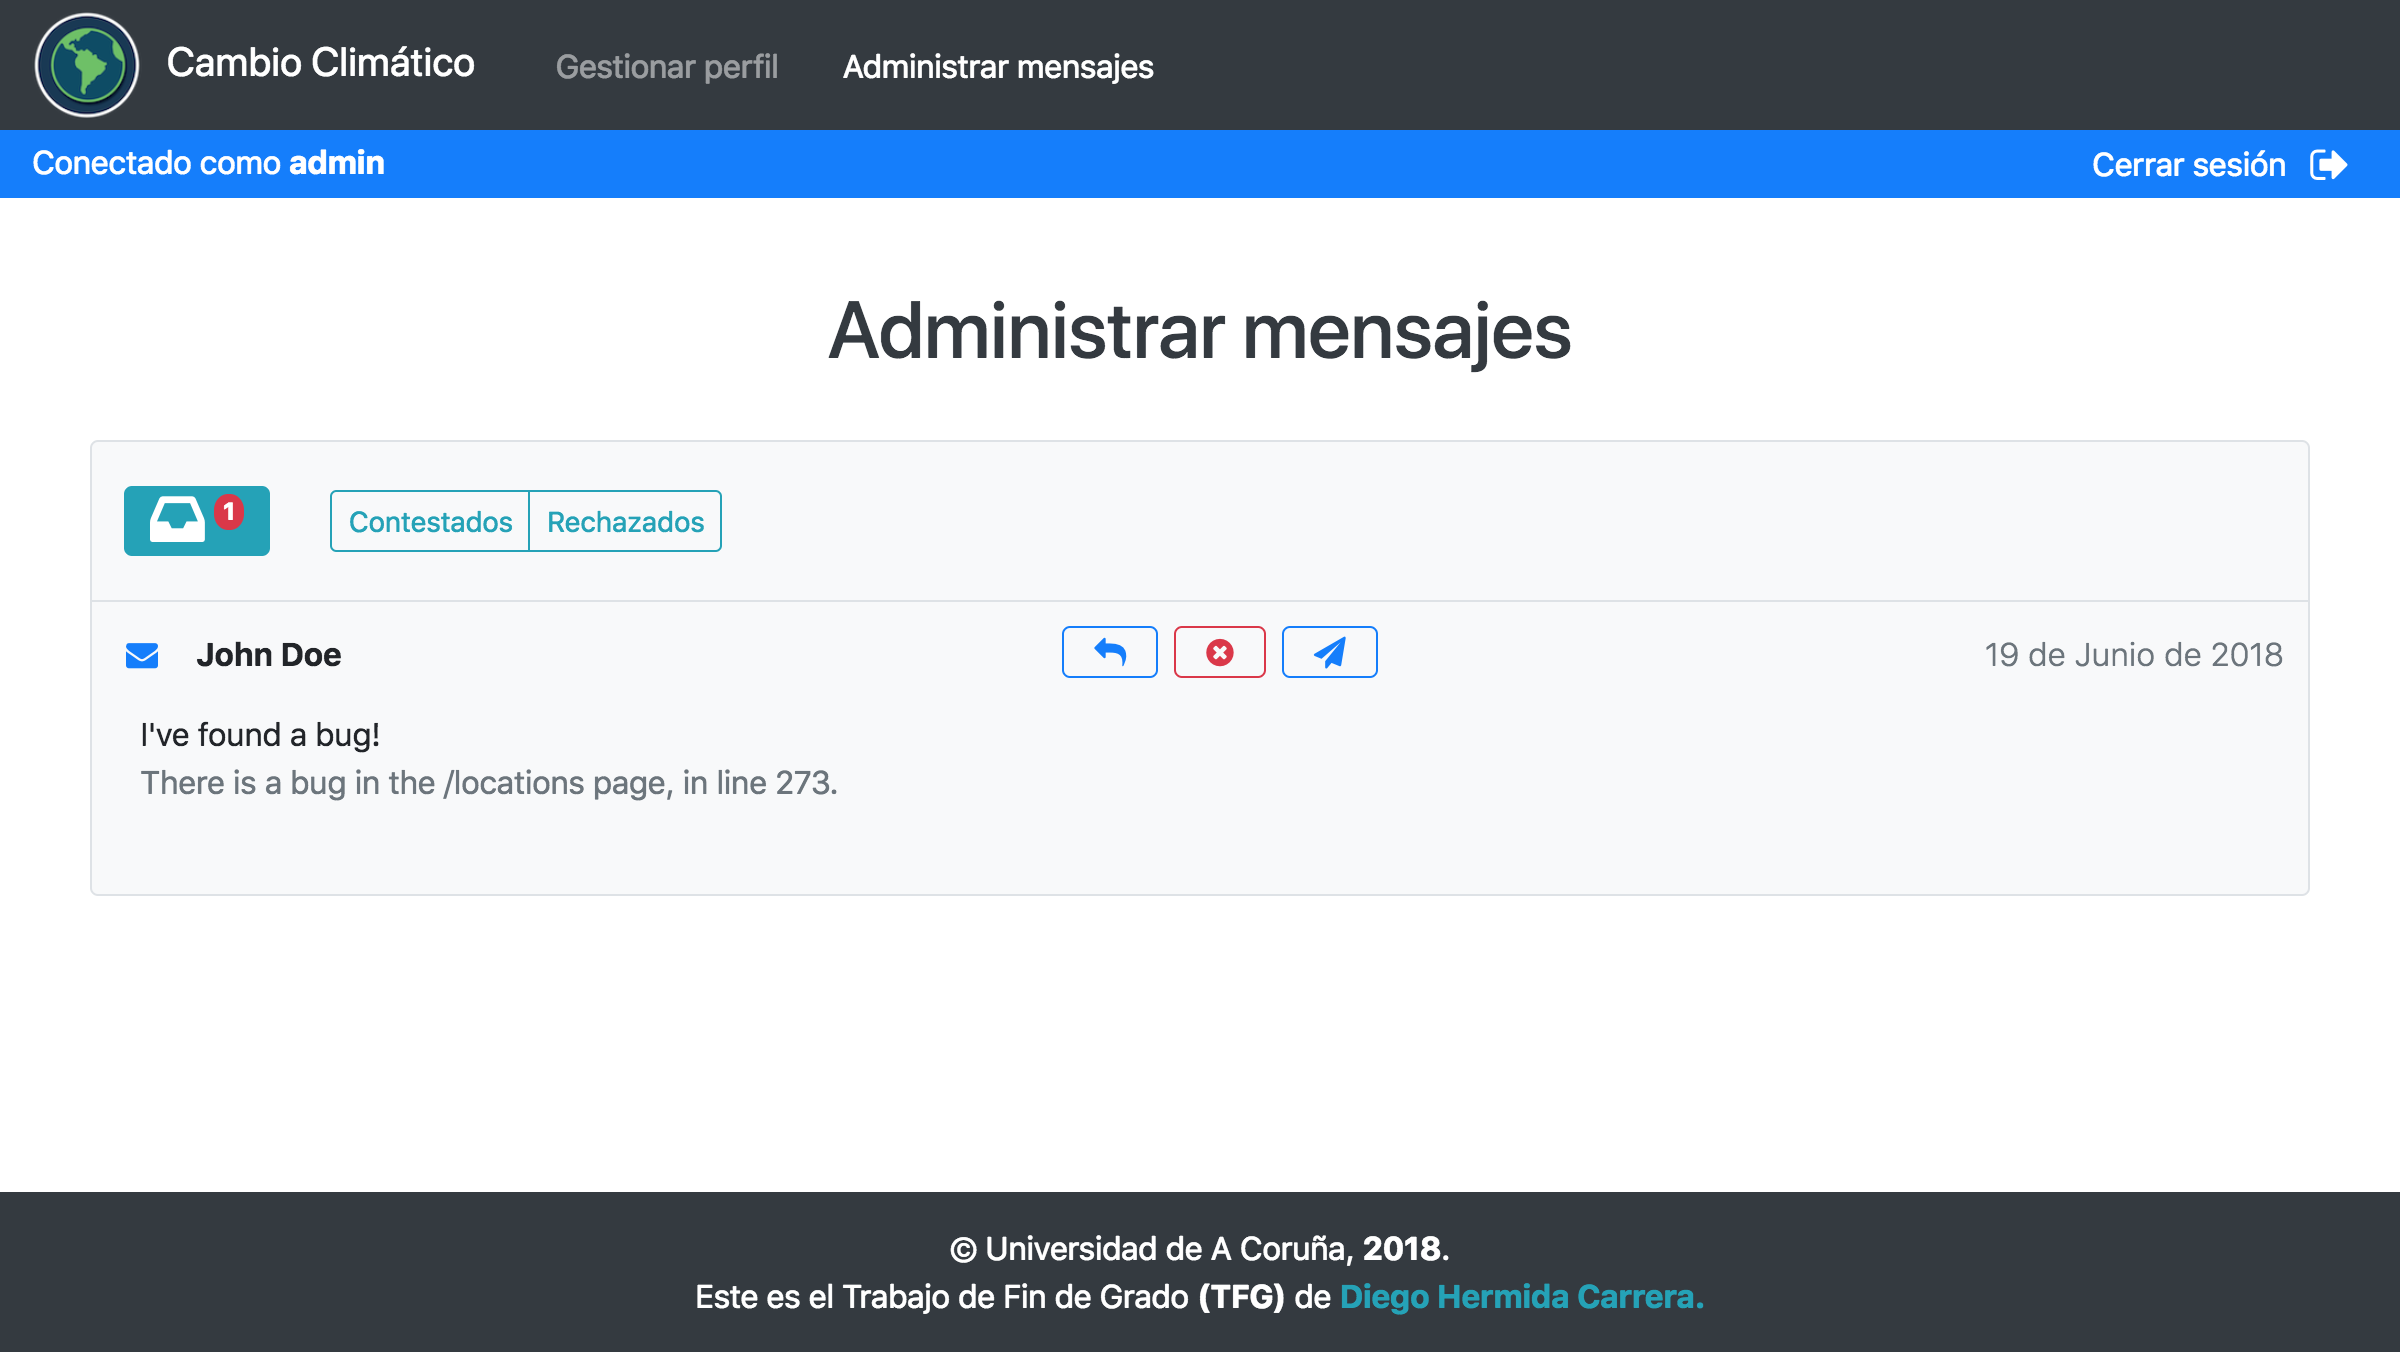 Cambio Climático Gestionar perfil Administrar mensajes
Conectado como admin Cerrar sesión
Administrar mensajes
1 Contestados Rechazados
John Doe 19 de Junio de 2018
I've found a bug!
There is a bug in the /locations page, in line 273.
© Universidad de A Coruña, 2018.
Este es el Trabajo de Fin de Grado (TFG) de Diego Hermida Carrera.